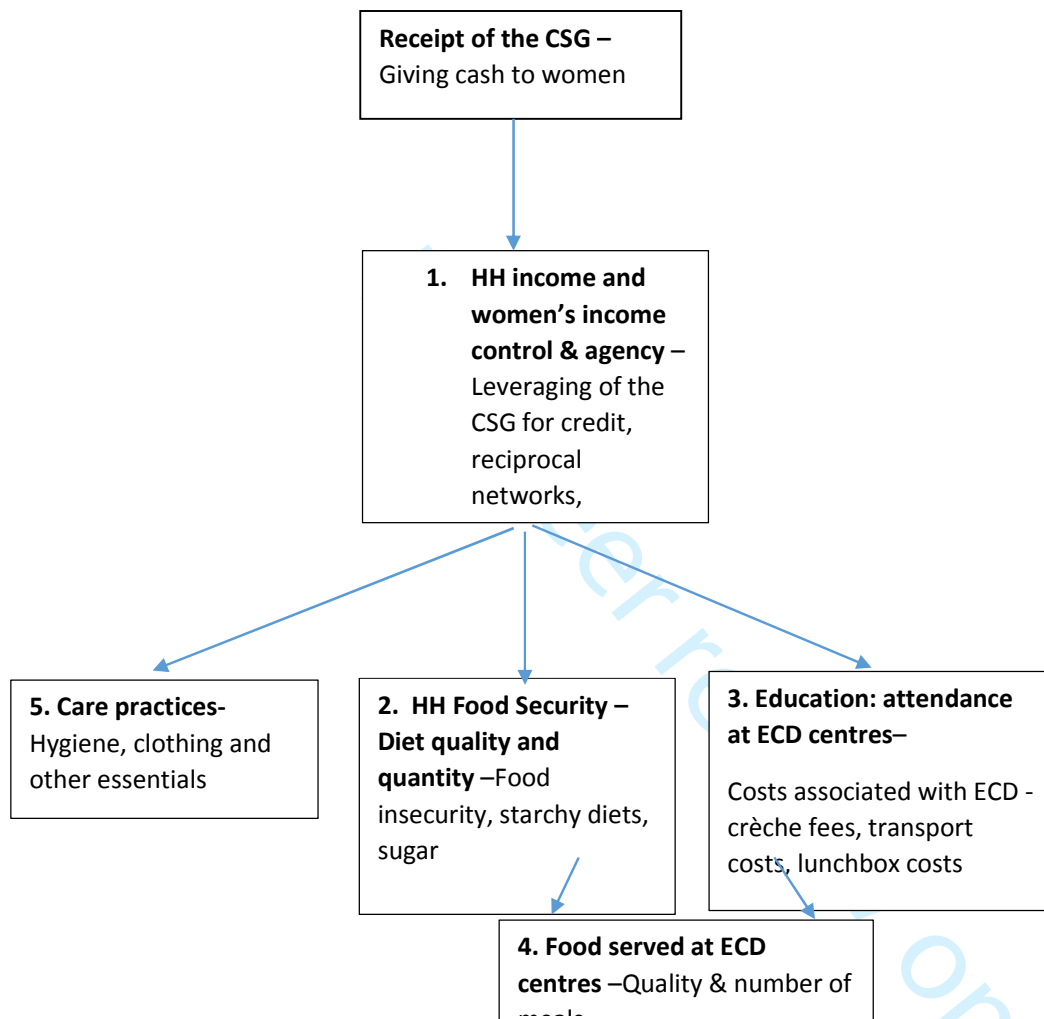 Receipt of the CSG –
Giving cash to women
1. HH income and
women's income
control & agency –
Leveraging of the
CSG for credit,
reciprocal
networks,
5. Care practices-
Hygiene, clothing and
other essentials
2. HH Food Security –
Diet quality and
quantity –Food
insecurity, starchy diets,
sugar
3. Education: attendance
at ECD centres–
Costs associated with ECD -
crèche fees, transport
costs, lunchbox costs
4. Food served at ECD
centres –Quality & number of